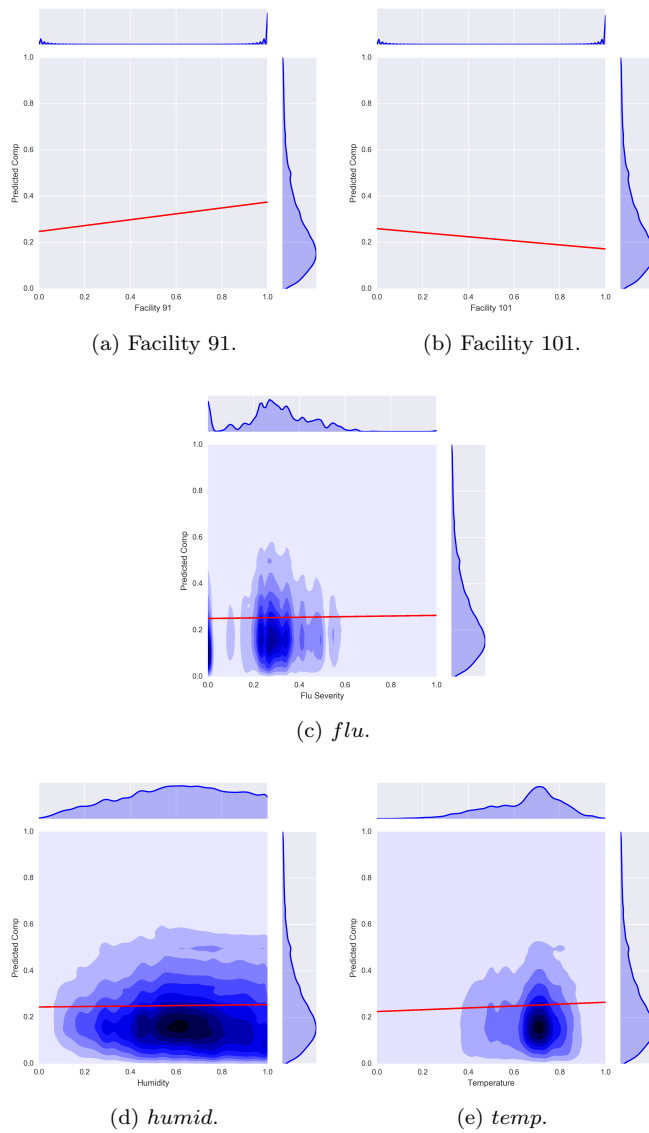 1.0
0.8
0.6
0.4
0.2
0.0
Predicted Comp
0.0 0.2 0.4 0.6 0.8 1.0
Facility 91
(a) Facility 91.
1.0
0.8
0.6
0.4
0.2
0.0
Predicted Comp
0.0 0.2 0.4 0.6 0.8 1.0
Facility 101
(b) Facility 101.
1.0
0.8
0.6
0.4
0.2
0.0
Predicted Comp
0.0 0.2 0.4 0.6 0.8 1.0
Flu Severity
(c) flu.
1.0
0.8
0.6
0.4
0.2
0.0
Predicted Comp
0.0 0.2 0.4 0.6 0.8 1.0
Humidity
(d) humid.
1.0
0.8
0.6
0.4
0.2
0.0
Predicted Comp
0.0 0.2 0.4 0.6 0.8 1.0
Temperature
(e) temp.